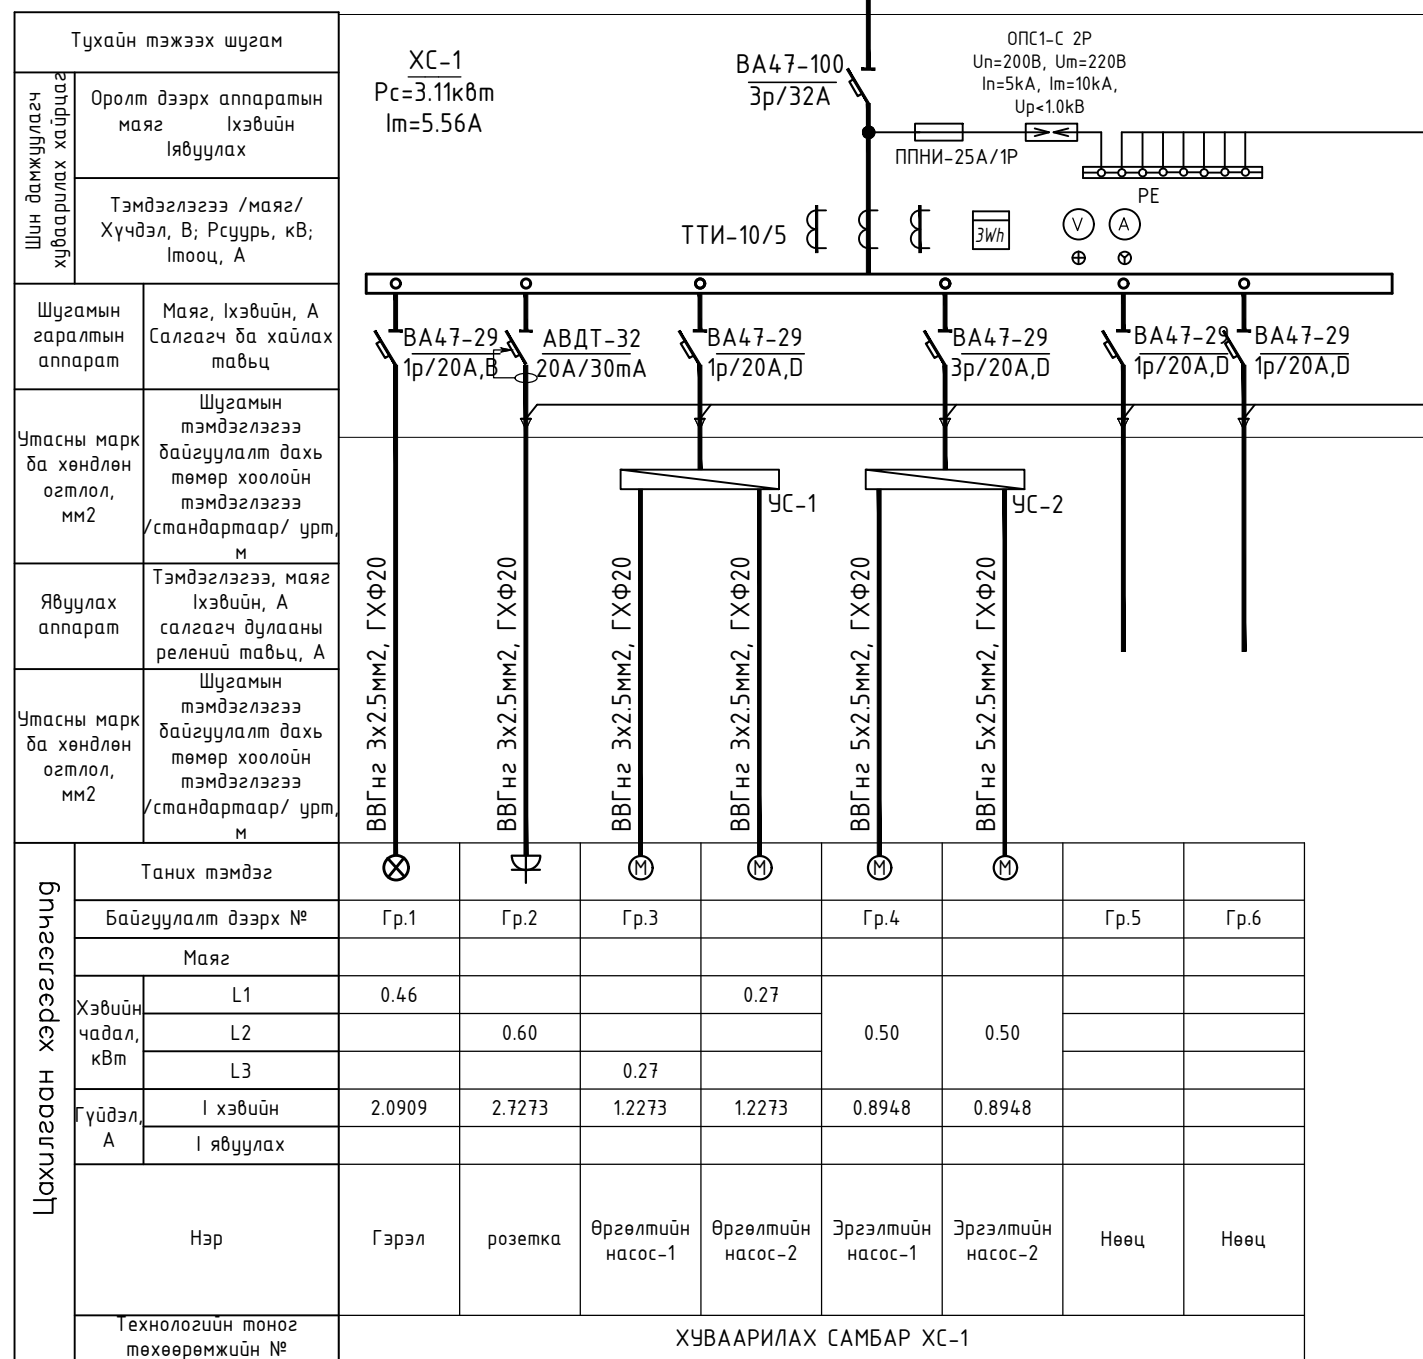 Тухайн тэжээх шугам
Шин дамжуулагч
хуваарилах хайрцаг
Оролт дээрх аппаратын
маяг Iхэвийн
Iявуулах
Тэмдэглэгээ /маяг/
Хүчдэл, В; Рсуурь, кВ;
Iтооц, А
ХС-1
Рс=3.11кВт
Im=5.56А
ВА47-100
3р/32А
ОПС1-С 2Р
Un=200В, Um=220В
In=5kA, Im=10kA,
Up<1.0kB
ППНИ-25А/1Р
PE
ТТИ-10/5
3Wh
V
A
Шугамын
гаралтын
аппарат
Маяг, Iхэвийн, А
Салгагч ба хайлах
тавьц
ВА47-29
1р/20А,В
АВДТ-32
20А/30mA
ВА47-29
1р/20А,D
ВА47-29
3р/20А,D
ВА47-29
1р/20А,D
ВА47-29
1р/20А,D
Утасны марк
ба хөндлөн
огтлол,
мм2
Шугамын
тэмдэглэгээ
байгуулалт дахь
төмөр хоолойн
тэмдэглэгээ
/стандартаар/ урт,
м
УС-1
УС-2
Явуулах
аппарат
Тэмдэглэгээ, маяг
Iхэвийн, А
салгагч дулааны
релений тавьц, А
Утасны марк
ба хөндлөн
огтлол,
мм2
Шугамын
тэмдэглэгээ
байгуулалт дахь
төмөр хоолойн
тэмдэглэгээ
/стандартаар/ урт,
м
ВВГнг 3х2.5мм2, ГХФ20
ВВГнг 3х2.5мм2, ГХФ20
ВВГнг 3х2.5мм2, ГХФ20
ВВГнг 3х2.5мм2, ГХФ20
ВВГнг 5х2.5мм2, ГХФ20
ВВГнг 5х2.5мм2, ГХФ20
Цахилгаан хэрэглэгчид
Таних тэмдэг
M M M M
Байгуулалт дээрх № Гр.1 Гр.2 Гр.3 Гр.4 Гр.5 Гр.6
Маяг
Хэвийн
чадал,
кВт
L1 0.46 0.27
L2 0.60 0.50 0.50
L3 0.27
Гүйдэл,
А
I хэвийн 2.0909 2.7273 1.2273 1.2273 0.8948 0.8948
I явуулах
Нэр
Гэрэл
розетка
Өргөлтийн
насос-1
Өргөлтийн
насос-2
Эргэлтийн
насос-1
Эргэлтийн
насос-2
Нөөц
Нөөц
Технологийн тоног
төхөөрөмжийн №
ХУВААРИЛАХ САМБАР ХС-1